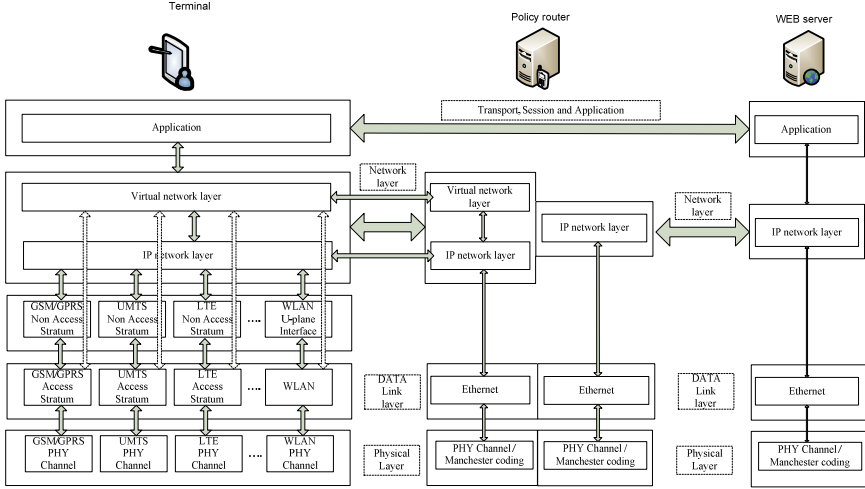 Terminal
Policy router
WEB server
Transport, Session and Application
Application
Application
Network
layer
Virtual network layer
Virtual network
layer
Network
layer
IP network layer
IP network layer
IP network layer
IP network layer
GSM/GPRS
Non Access
Stratum
UMTS
Non Access
Stratum
LTE
Non Access
Stratum
....
WLAN
U-plane
Interface
GSM/GPRS
Access
Stratum
UMTS
Access
Stratum
LTE
Access
Stratum
....
WLAN
DATA
Link
layer
Ethernet
Ethernet
DATA
Link
layer
Ethernet
GSM/GPRS
PHY
Channel
UMTS
PHY
Channel
LTE
PHY
Channel
....
WLAN
PHY
Channel
Physical
Layer
PHY Channel /
Manchester coding
PHY Channel /
Manchester coding
Physical
Layer
PHY Channel /
Manchester coding